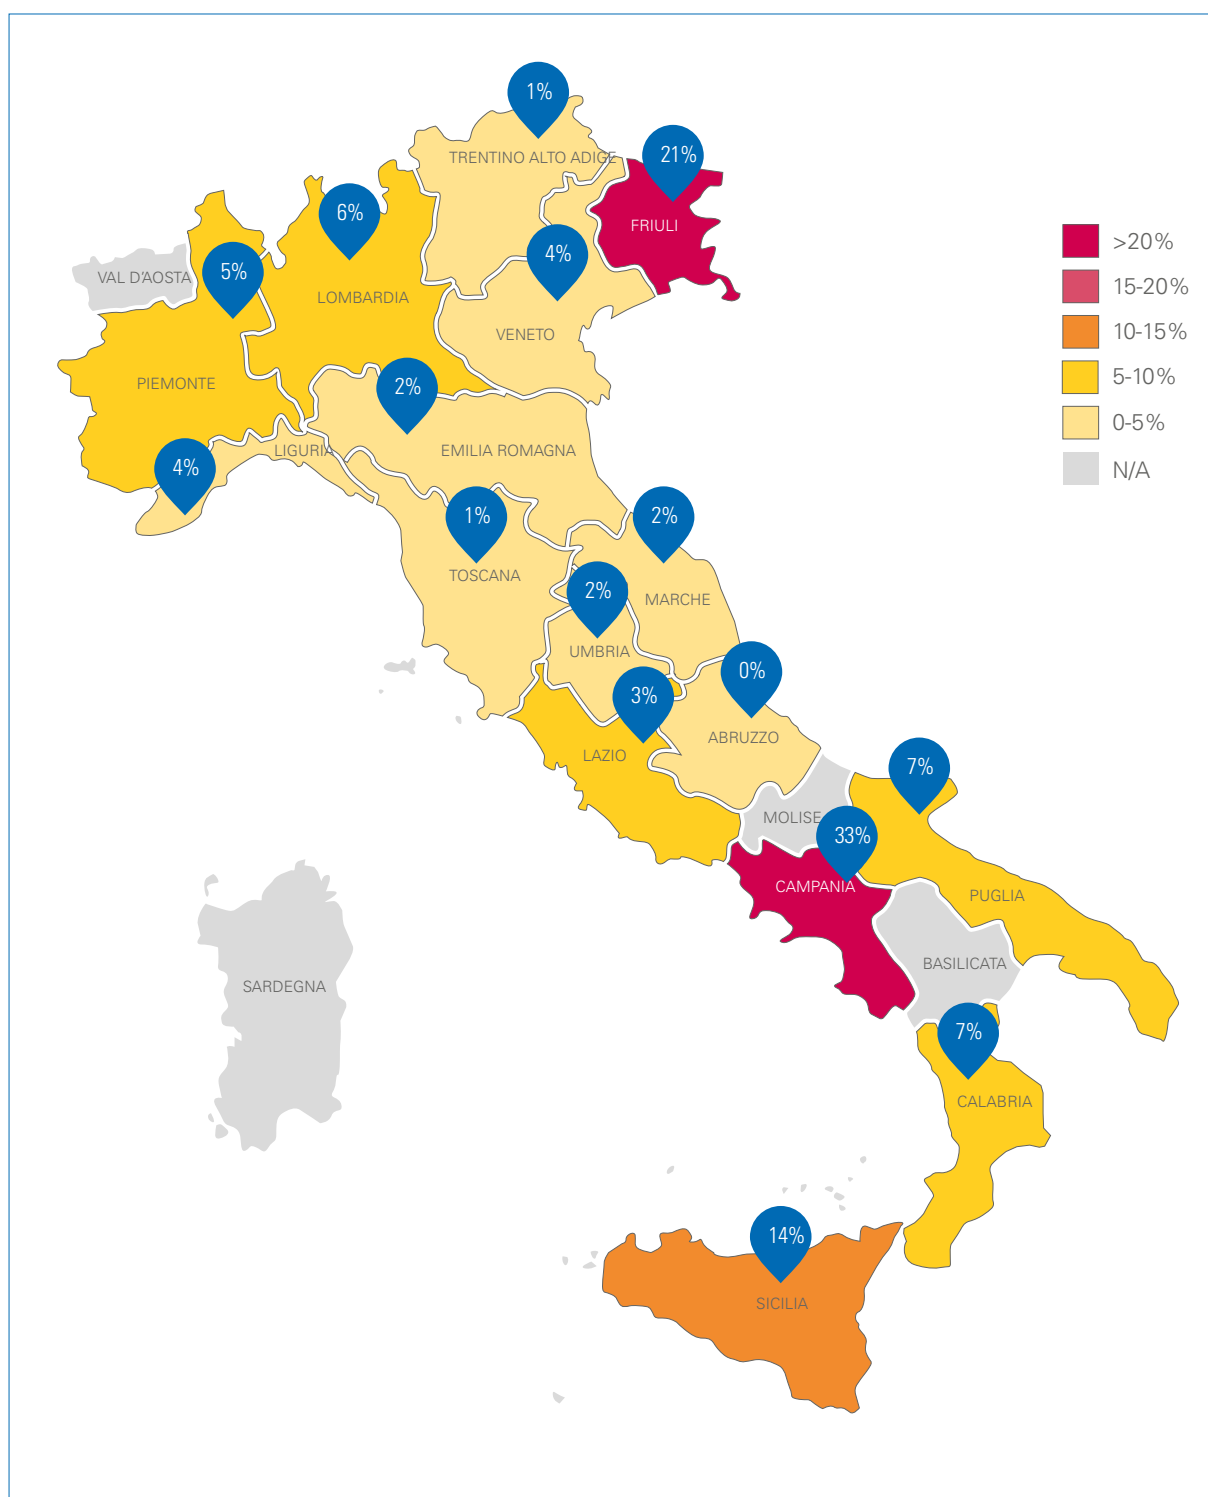 1%
TRENTINO ALTO ADIGE
21%
FRIULI
6%
4%
>20%
VAL D'AOSTA
5%
LOMBARDIA
15-20%
VENETO
10-15%
PIEMONTE
2%
5-10%
LIGURIA
EMILIA ROMAGNA
0-5%
4%
N/A
1%
2%
TOSCANA
2%
MARCHE
UMBRIA
0%
3%
ABRUZZO
LAZIO
7%
MOLISE
33%
CAMPANIA
PUGLIA
BASILICATA
SARDEGNA
7%
CALABRIA
14%
SICILIA